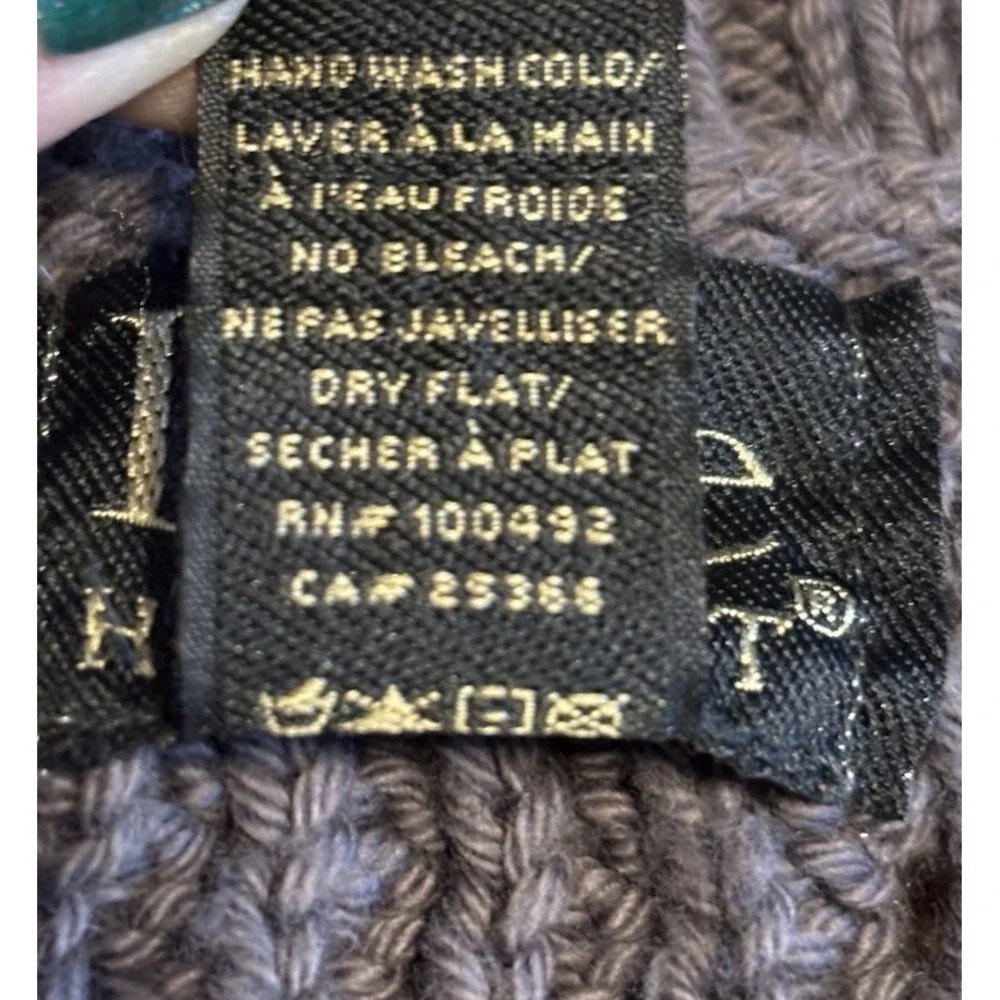 HAND WASH COLD/
LAVER À LA MAIN
À l'EAU FROIDE
NO BLEACH/
NE PAS JAVELLISER.
DRY FLAT/
SECHER À PLAT
RN# 100492
CA# 25366
H
T®